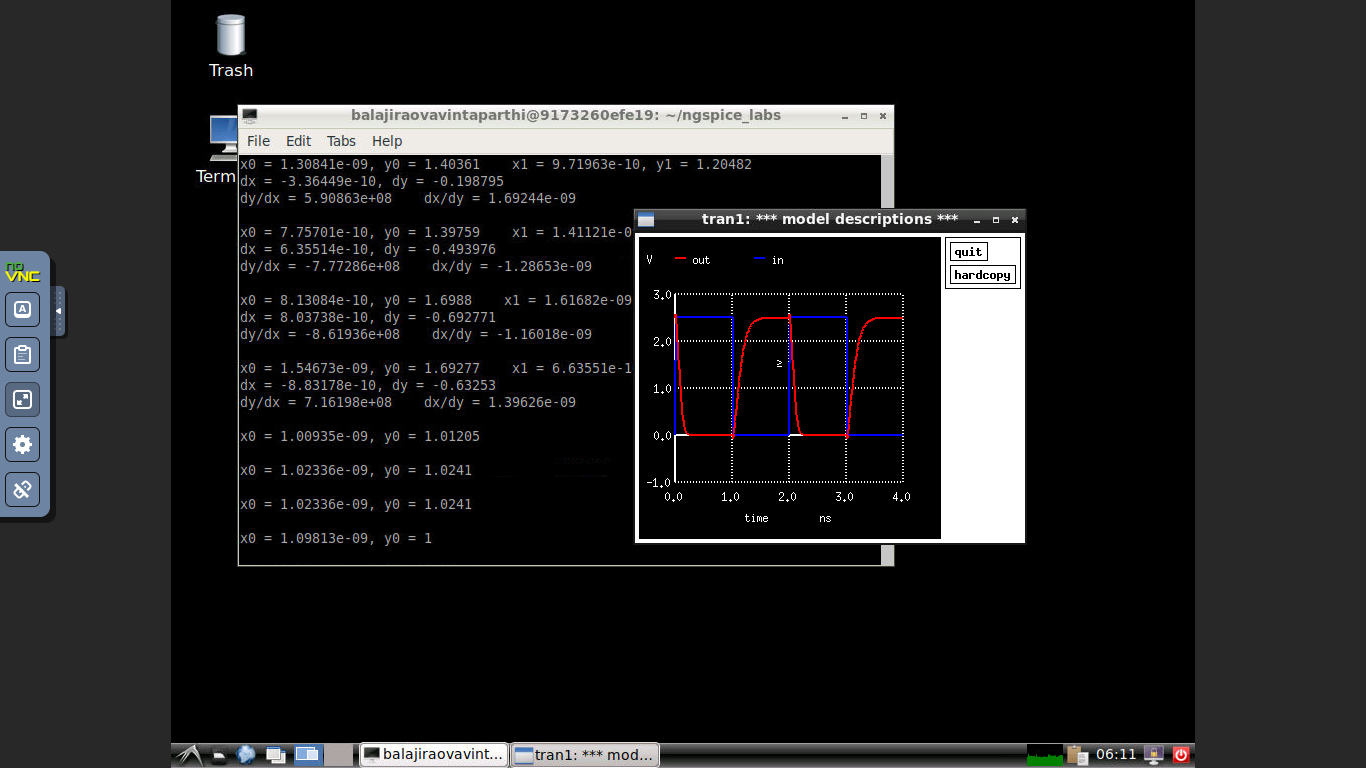 Trash
Term
no
VNC
A
balajiraovavintaparthi@9173260efe19: ~/ngspice_labs
File Edit Tabs Help
x0 = 1.30841e-09, y0 = 1.40361    x1 = 9.71963e-10, y1 = 1.20482
dx = -3.36449e-10, dy = -0.198795
dy/dx = 5.90863e+08    dx/dy = 1.69244e-09
x0 = 7.75701e-10, y0 = 1.39759    x1 = 1.41121e-0
dx = 6.35514e-10, dy = -0.493976
dy/dx = -7.77286e+08    dx/dy = -1.28653e-09
x0 = 8.13084e-10, y0 = 1.6988    x1 = 1.61682e-09
dx = 8.03738e-10, dy = -0.692771
dy/dx = -8.61936e+08    dx/dy = -1.16018e-09
x0 = 1.54673e-09, y0 = 1.69277    x1 = 6.63551e-1
dx = -8.83178e-10, dy = -0.63253
dy/dx = 7.16198e+08    dx/dy = 1.39626e-09
x0 = 1.00935e-09, y0 = 1.01205
x0 = 1.02336e-09, y0 = 1.0241
x0 = 1.02336e-09, y0 = 1.0241
x0 = 1.09813e-09, y0 = 1
tran1: *** model descriptions ***
quit
hardcopy
V out in
3.0
2.0
1.0
0.0
-1.0
0.0 1.0 2.0 3.0 4.0
time ns
balajiraovavint...
tran1: *** mod...
06:11